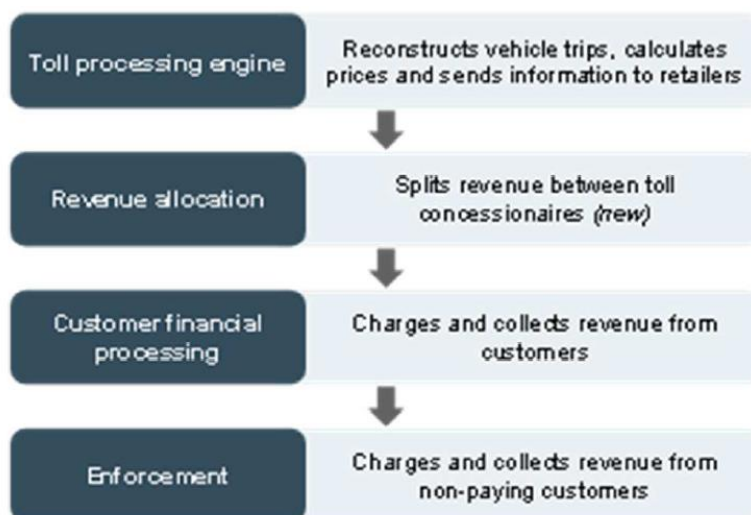 Toll processing engine
Reconstructs vehicle trips, calculates
prices and sends information to retailers
Revenue allocation
Splits revenue between toll
concessionaires (new)
Customer financial
processing
Charges and collects revenue from
customers
Enforcement
Charges and collects revenue from
non-paying customers